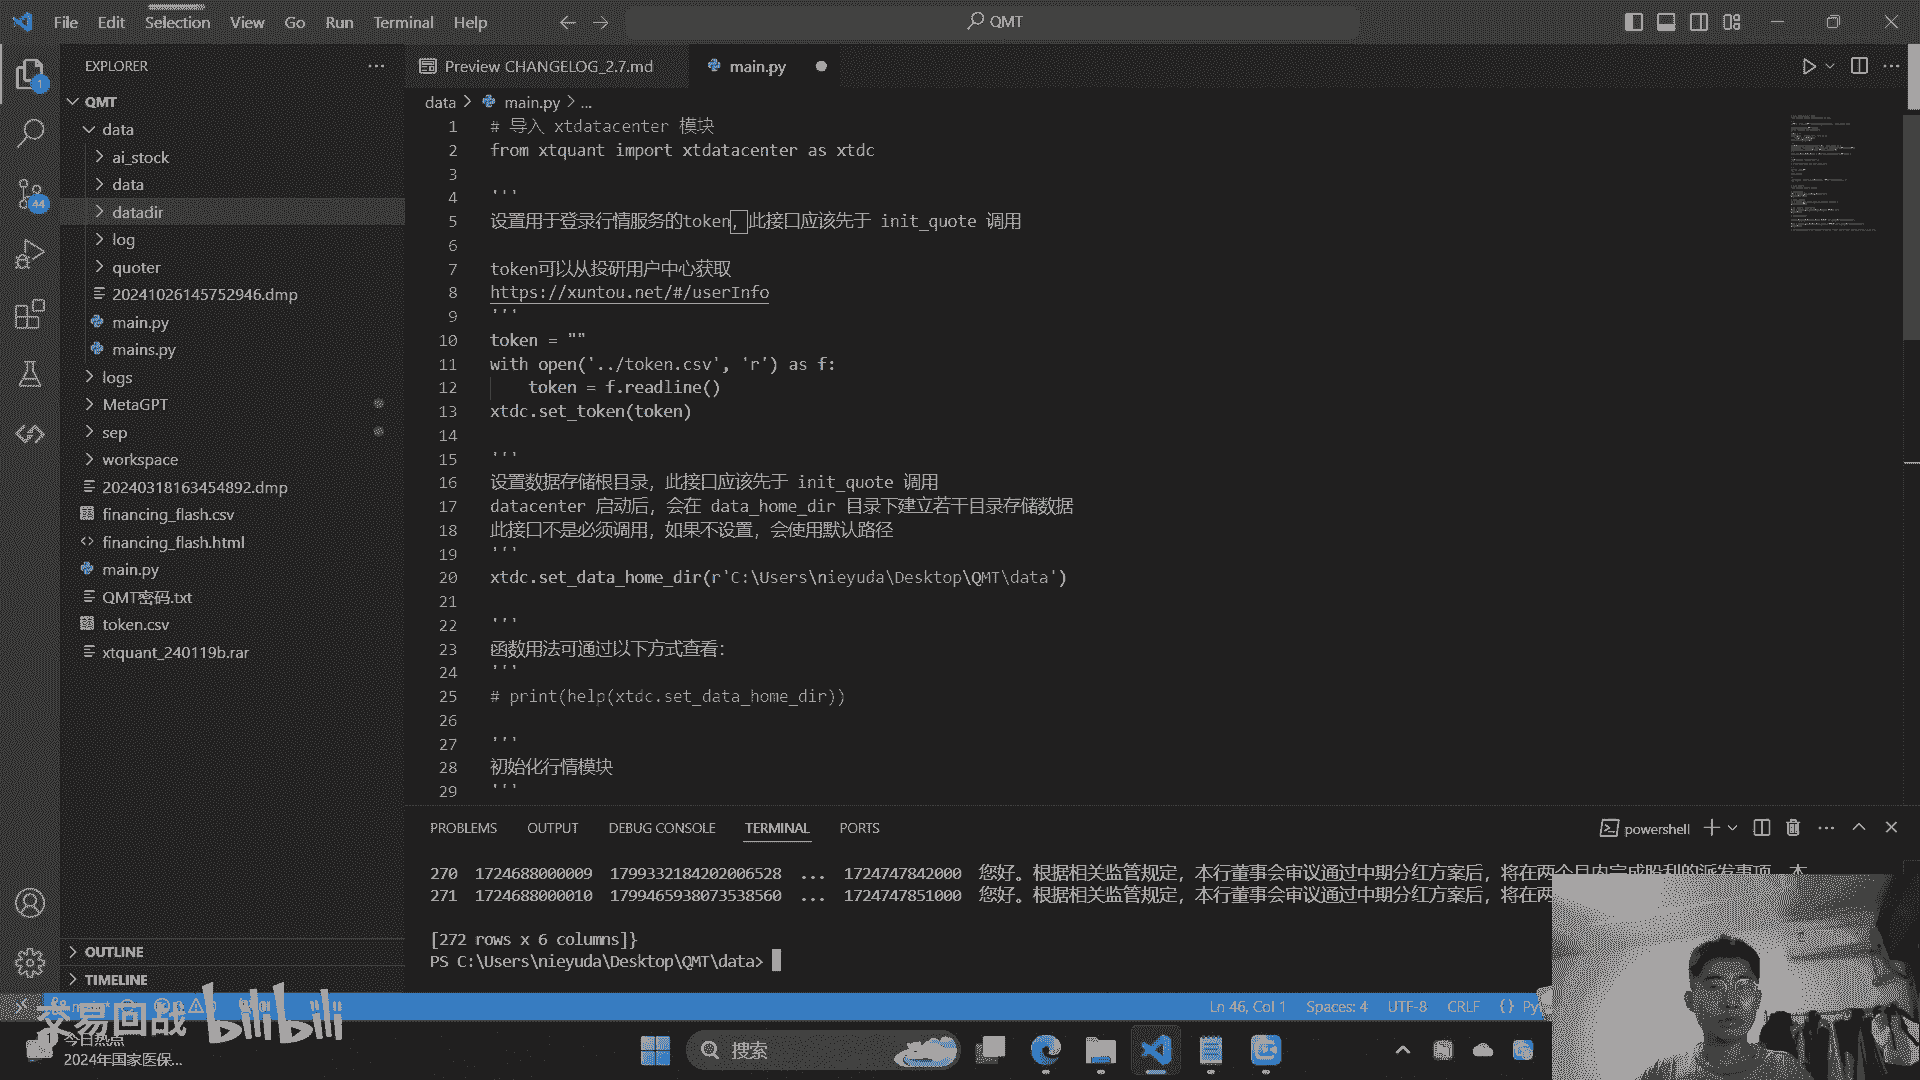 File Edit Selection View Go Run Terminal Help
QMT
EXPLORER
QMT
data
ai_stock
data
datadir
log
quoter
20241026145752946.dmp
main.py
mains.py
logs
MetaGPT
sep
workspace
20240318163454892.dmp
financing_flash.csv
financing_flash.html
main.py
QMT密码.txt
token.csv
xtquant_240119b.rar
OUTLINE
TIMELINE
1
44
Preview CHANGELOG_2.7.md
main.py
data > main.py > ...
1 # 导入 xtdatacenter 模块
2 from xtquant import xtdatacenter as xtdc
3
4 '''
5 设置用于登录行情服务的token，此接口应该先于 init_quote 调用
6
7 token可以从投研用户中心获取
8 https://xuntou.net/#/userInfo
9 '''
10 token = ""
11 with open('../token.csv', 'r') as f:
12 token = f.readline()
13 xtdc.set_token(token)
14
15 '''
16 设置数据存储根目录，此接口应该先于 init_quote 调用
17 datacenter 启动后，会在 data_home_dir 目录下建立若干目录存储数据
18 此接口不是必须调用，如果不设置，会使用默认路径
19 '''
20 xtdc.set_data_home_dir(r'C:\Users\nieyuda\Desktop\QMT\data')
21
22 '''
23 函数用法可通过以下方式查看：
24 '''
25 # print(help(xtdc.set_data_home_dir))
26
27 '''
28 初始化行情模块
29 '''
PROBLEMS OUTPUT DEBUG CONSOLE TERMINAL PORTS
powershell
270 1724688000009 1799332184202006528 ... 1724747842000 您好。根据相关监管规定，本行董事会审议通过中期分红方案后，将在两个月内完成股利的派发事项。本
271 1724688000010 1799465938073538560 ... 1724747851000 您好。根据相关监管规定，本行董事会审议通过中期分红方案后，将在两
[272 rows x 6 columns]}
PS C:\Users\nieyuda\Desktop\QMT\data>
Ln 46, Col 1 Spaces: 4 UTF-8 CRLF {} Py
交易回战 bilibili
今日热点
2024年国家医保...
搜索